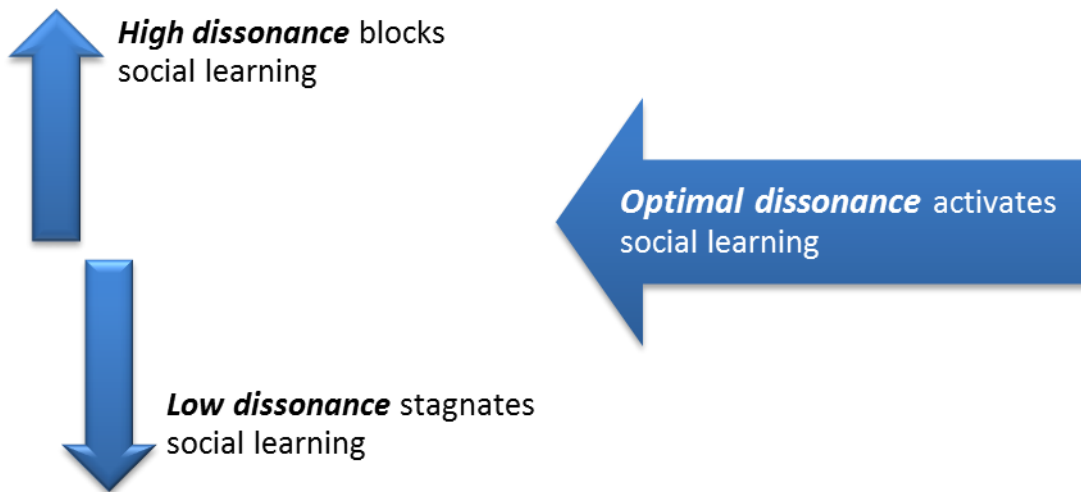 High dissonance blocks
social learning
Optimal dissonance activates
social learning
Low dissonance stagnates
social learning